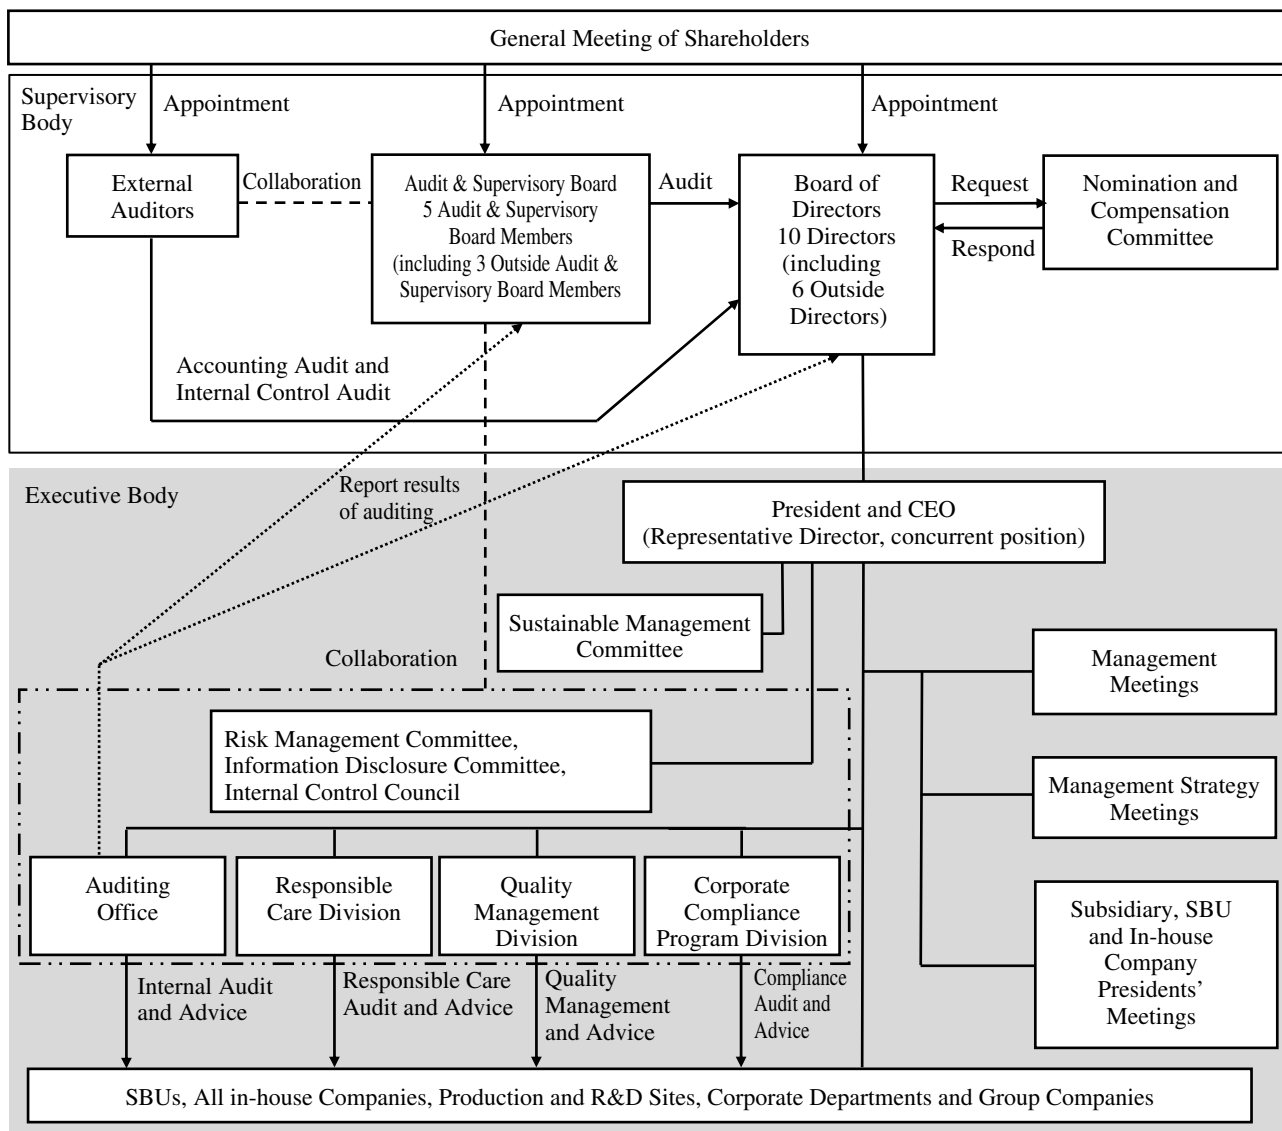 General Meeting of Shareholders
Supervisory
Body
Appointment
Appointment
Appointment
External
Auditors
Collaboration
Audit & Supervisory Board
5 Audit & Supervisory
Board Members
(including 3 Outside Audit &
Supervisory Board Members
Audit
Board of
Directors
10 Directors
(including
6 Outside
Directors)
Request
Respond
Nomination and
Compensation
Committee
Accounting Audit and
Internal Control Audit
Executive Body
Report results
of auditing
President and CEO
(Representative Director, concurrent position)
Sustainable Management
Committee
Collaboration
Management
Meetings
Risk Management Committee,
Information Disclosure Committee,
Internal Control Council
Management Strategy
Meetings
Auditing
Office
Responsible
Care Division
Quality
Management
Division
Corporate
Compliance
Program Division
Subsidiary, SBU
and In-house
Company
Presidents’
Meetings
Internal Audit
and Advice
Responsible Care
Audit and Advice
Quality
Management
and Advice
Compliance
Audit and
Advice
SBUs, All in-house Companies, Production and R&D Sites, Corporate Departments and Group Companies